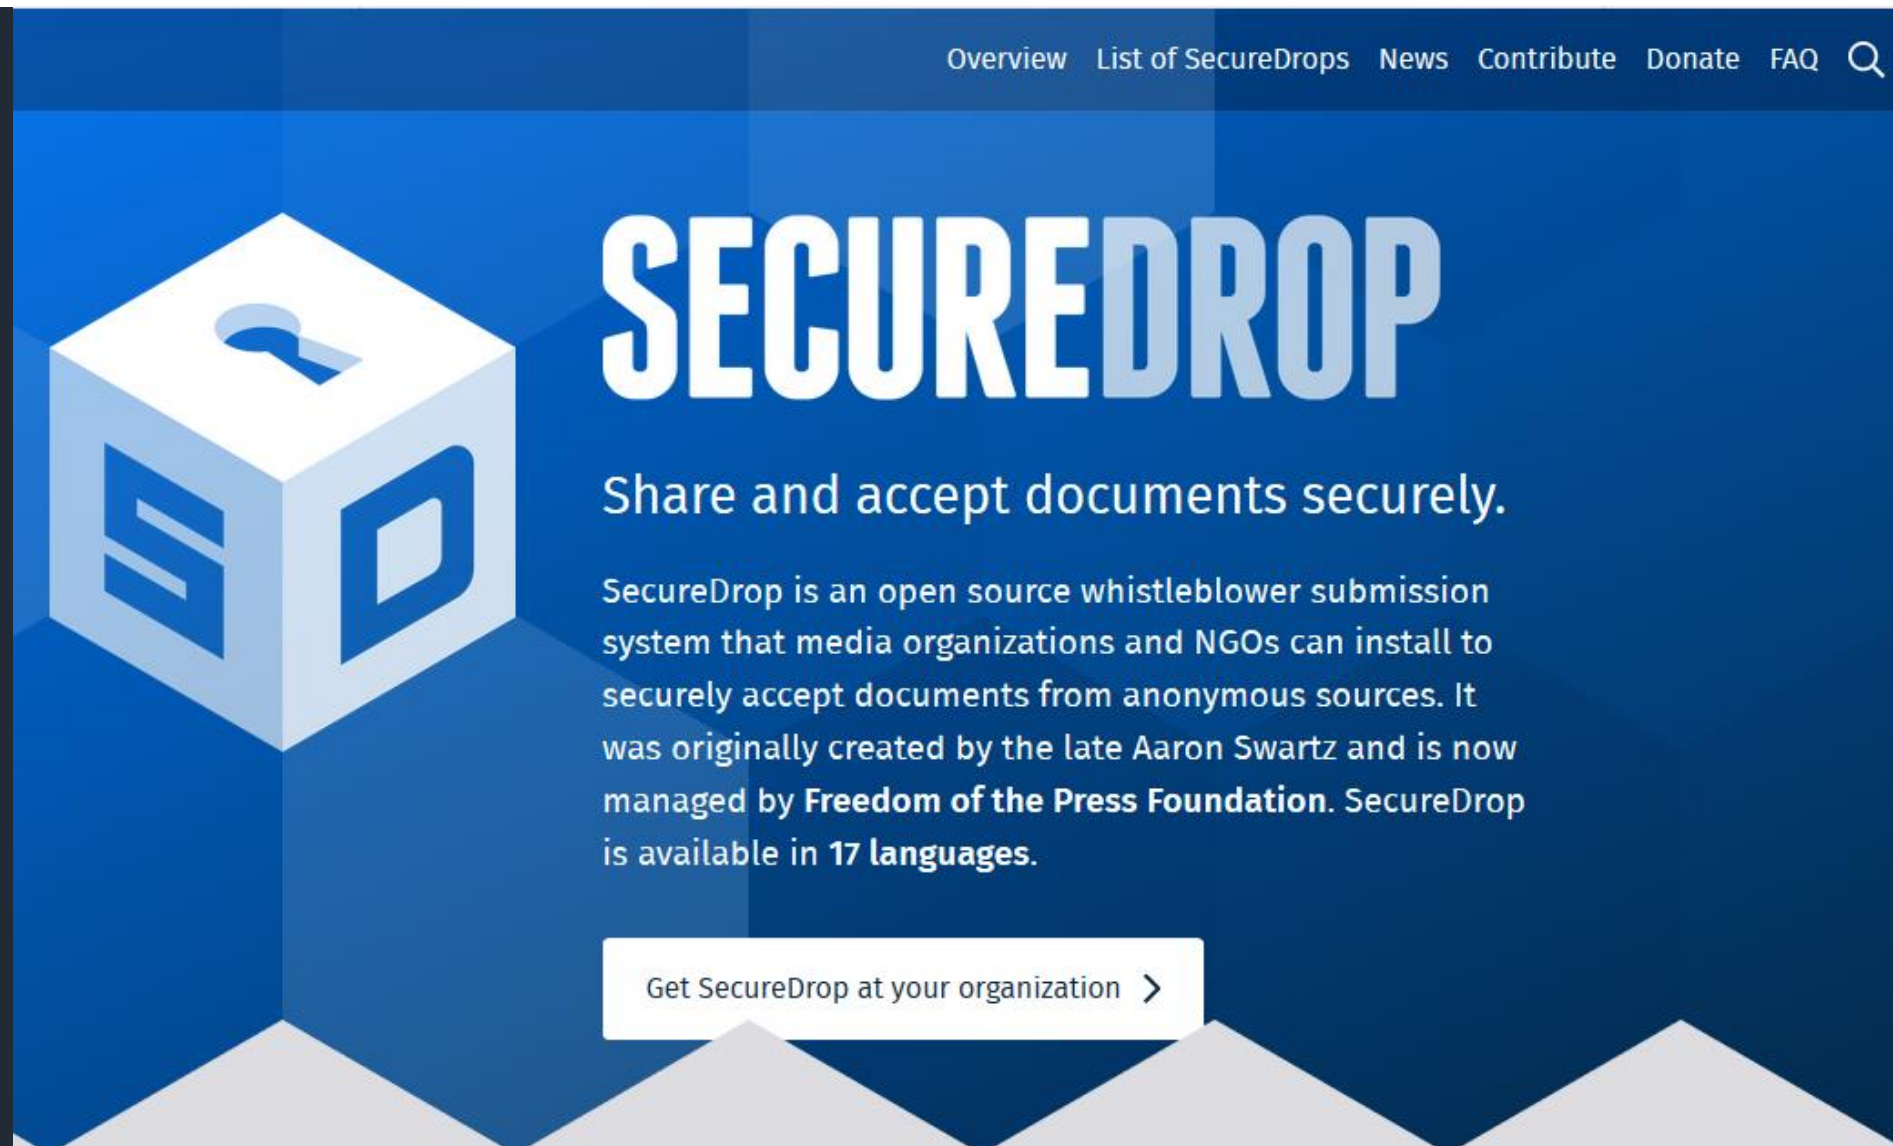 Overview List of SecureDrops News Contribute Donate FAQ
SECUREDROP
S D
Share and accept documents securely.
SecureDrop is an open source whistleblower submission
system that media organizations and NGOs can install to
securely accept documents from anonymous sources. It
was originally created by the late Aaron Swartz and is now
managed by Freedom of the Press Foundation. SecureDrop
is available in 17 languages.
Get SecureDrop at your organization